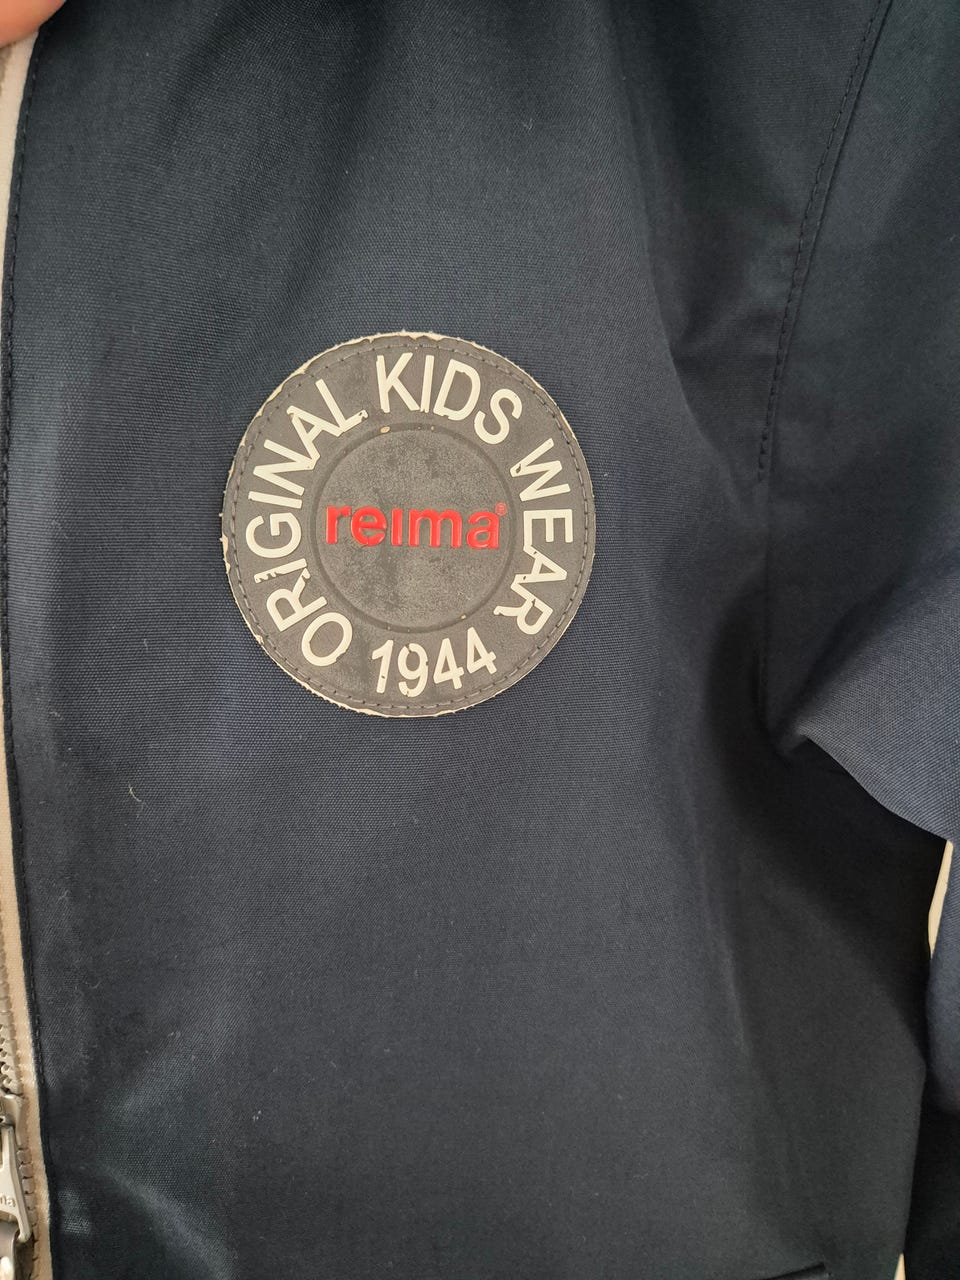 ORIGINAL KIDS WEAR
reima®
1944